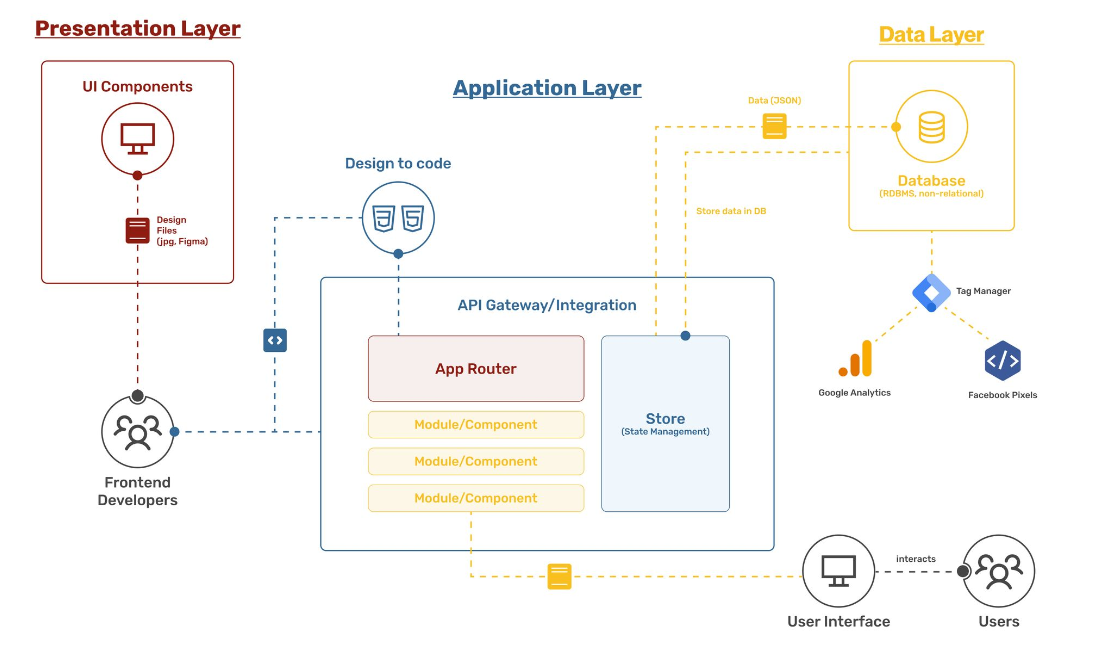 Presentation Layer
UI Components
Design
Files
(jpg, Figma)
Frontend
Developers
Application Layer
Design to code
API Gateway/Integration
App Router
Module/Component
Module/Component
Module/Component
Store
(State Management)
Data Layer
Data (JSON)
Store data in DB
Database
(RDBMS, non-relational)
Tag Manager
Google Analytics
Facebook Pixels
User Interface
interacts
Users